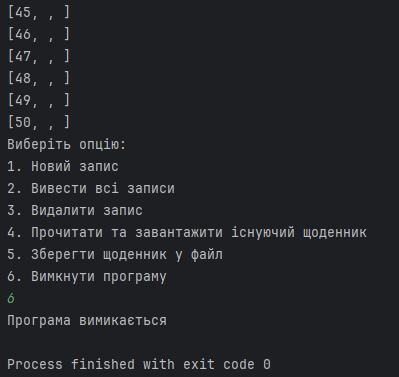 [45, , ]
[46, , ]
[47, , ]
[48, , ]
[49, , ]
[50, , ]
Виберіть опцію:
1. Новий запис
2. Вивести всі записи
3. Видалити запис
4. Прочитати та завантажити існуючий щоденник
5. Зберегти щоденник у файл
6. Вимкнути програму
6
Програма вимикається

Process finished with exit code 0